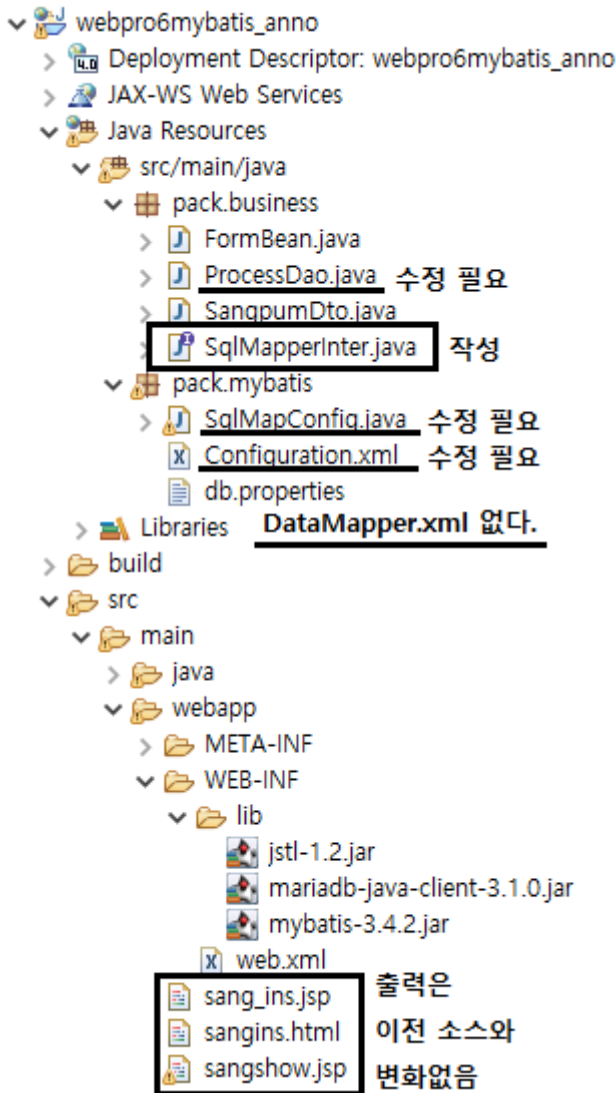 webpro6mybatis_anno
Deployment Descriptor: webpro6mybatis_anno
JAX-WS Web Services
Java Resources
src/main/java
pack.business
FormBean.java
ProcessDao.java 수정 필요
SangpumDto.java
SqlMapperInter.java 작성
pack.mybatis
SqlMapConfig.java 수정 필요
Configuration.xml 수정 필요
db.properties
Libraries DataMapper.xml 없다.
build
src
main
java
webapp
META-INF
WEB-INF
lib
jstl-1.2.jar
mariadb-java-client-3.1.0.jar
mybatis-3.4.2.jar
web.xml
sang_ins.jsp 출력은
sangins.html 이전 소스와
sangshow.jsp 변화없음